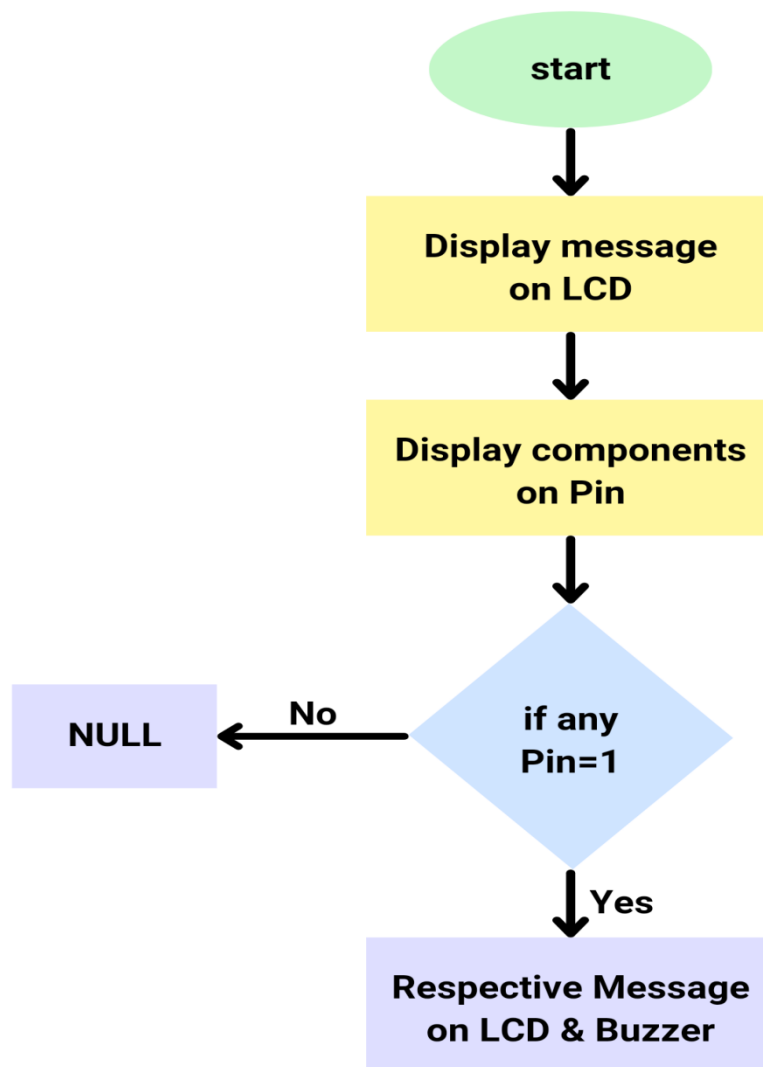 start
Display message
on LCD
Display components
on Pin
if any
Pin=1
No
NULL
Yes
Respective Message
on LCD & Buzzer